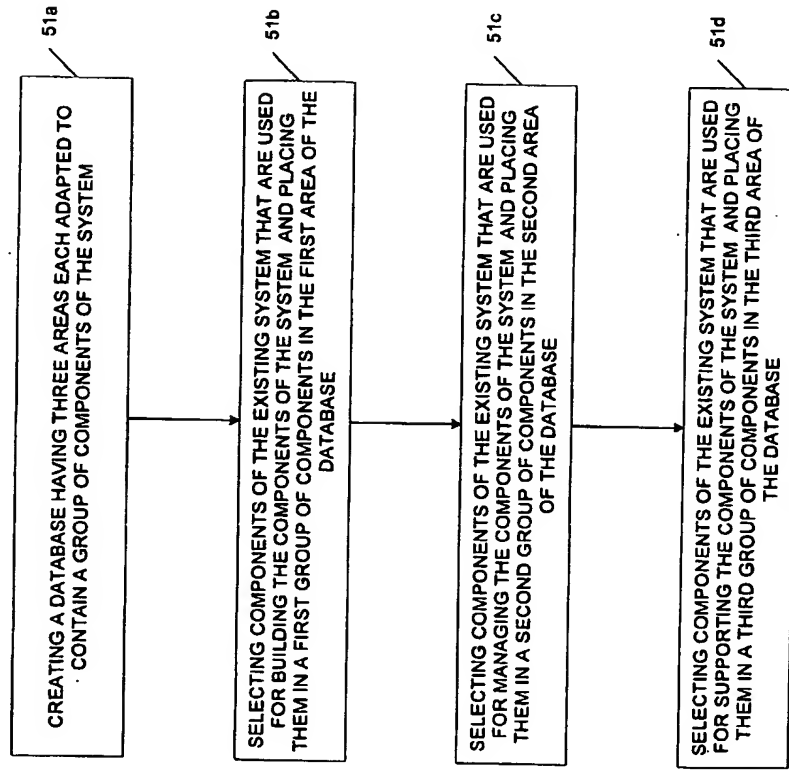 51a
CREATING A DATABASE HAVING THREE AREAS EACH ADAPTED TO
CONTAIN A GROUP OF COMPONENTS OF THE SYSTEM
51b
SELECTING COMPONENTS OF THE EXISTING SYSTEM THAT ARE USED
FOR BUILDING THE COMPONENTS OF THE SYSTEM AND PLACING
THEM IN A FIRST GROUP OF COMPONENTS IN THE FIRST AREA OF THE
DATABASE
51c
SELECTING COMPONENTS OF THE EXISTING SYSTEM THAT ARE USED
FOR MANAGING THE COMPONENTS OF THE SYSTEM AND PLACING
THEM IN A SECOND GROUP OF COMPONENTS IN THE SECOND AREA
OF THE DATABASE
51d
SELECTING COMPONENTS OF THE EXISTING SYSTEM THAT ARE USED
FOR SUPPORTING THE COMPONENTS OF THE SYSTEM AND PLACING
THEM IN A THIRD GROUP OF COMPONENTS IN THE THIRD AREA OF
THE DATABASE